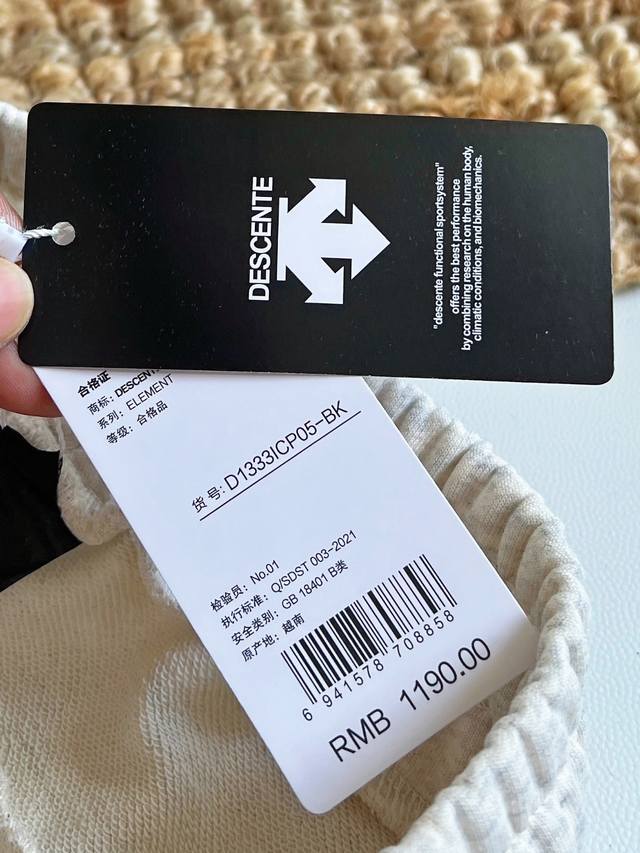 DESCENTE
"descente functional sportsystem"
offers the best performance
by combining research on the human body,
climatic conditions, and biomechanics.
合格证
商标: DESCENT
系列: ELEMENT
等级: 合格品
货号: D1333ICP05-BK
检验员: No.01
执行标准: Q/SDST 003-2021
安全类别: GB 18401 B类
原产地: 越南
6 941578 708858
RMB 1190.00